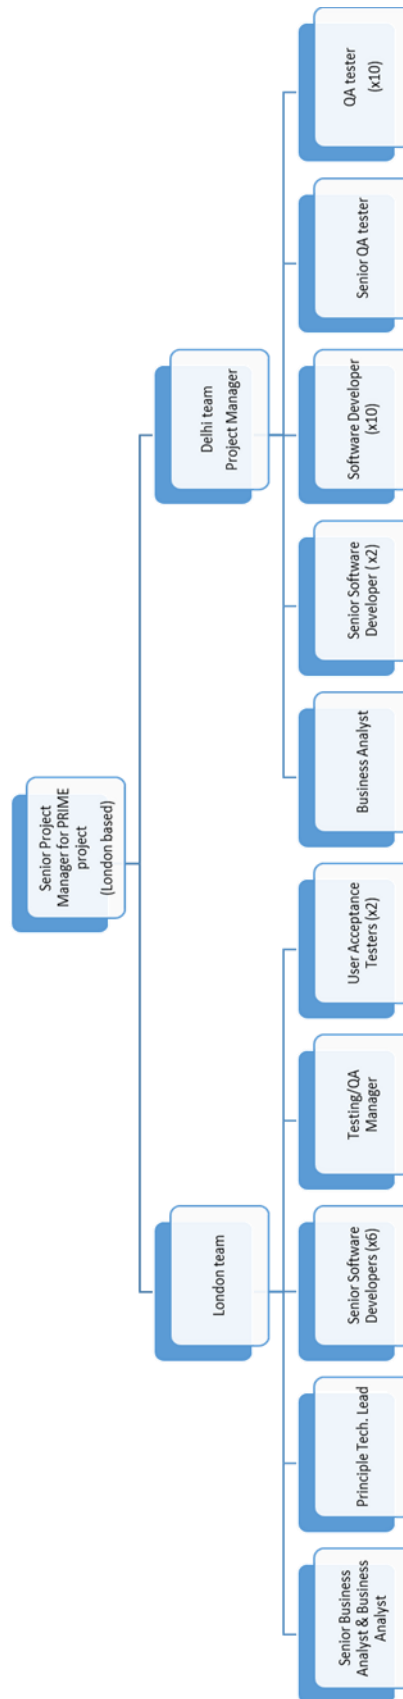 Senior Project
Manager for PRIME
project
(London based)
London team
Delhi team
Project Manager
Senior Business
Analyst & Business
Analyst
Principle Tech. Lead
Senior Software
Developers (x6)
Testing/QA
Manager
User Acceptance
Testers (x2)
Business Analyst
Senior Software
Developer ( x2)
Software Developer
(x10)
Senior QA tester
QA tester
(x10)